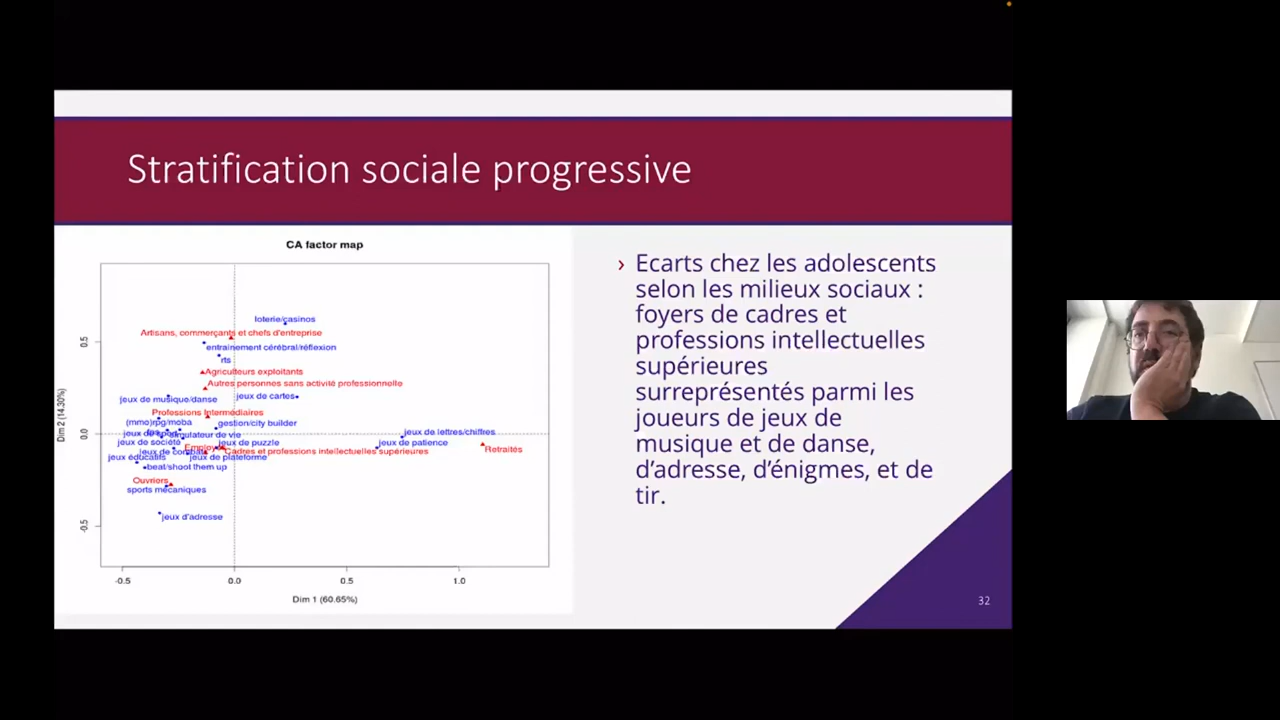 Stratification sociale progressive
CA factor map
loterie/casinos
Artisans, commerçants et chefs d'entreprise
entrainement cérébral/réflexion
rts
Agriculteurs exploitants
Autres personnes sans activité professionnelle
jeux de musique/danse
jeux de cartes
Professions Intermédiaires
(mmo)rpg/moba
gestion/city builder
jeux de lettres/chiffres
simulateur de vie
jeux de société
jeux de puzzle
jeux de patience
jeux de combat
Cadres et professions intellectuelles supérieures
Retraités
jeux éducatifs
jeux de plateforme
beat/shoot them up
Ouvriers
sports mécaniques
jeux d'adresse
0.5
0.0
-0.5
Dim 2 (14.30%)
-0.5 0.0 0.5 1.0
Dim 1 (60.65%)
› Ecarts chez les adolescents
selon les milieux sociaux :
foyers de cadres et
professions intellectuelles
supérieures
surreprésentés parmi les
joueurs de jeux de
musique et de danse,
d'adresse, d'énigmes, et de
tir.
32